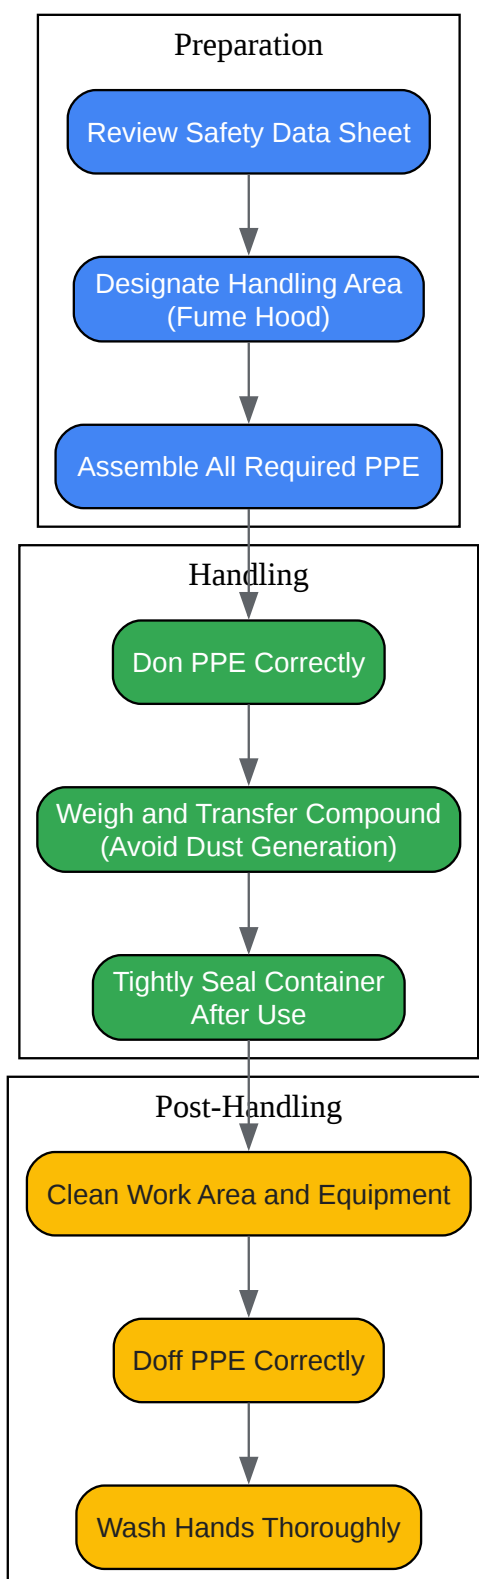 Preparation
Review Safety Data Sheet
Designate Handling Area
(Fume Hood)
Assemble All Required PPE
Handling
Don PPE Correctly
Weigh and Transfer Compound
(Avoid Dust Generation)
Tightly Seal Container
After Use
Post-Handling
Clean Work Area and Equipment
Doff PPE Correctly
Wash Hands Thoroughly